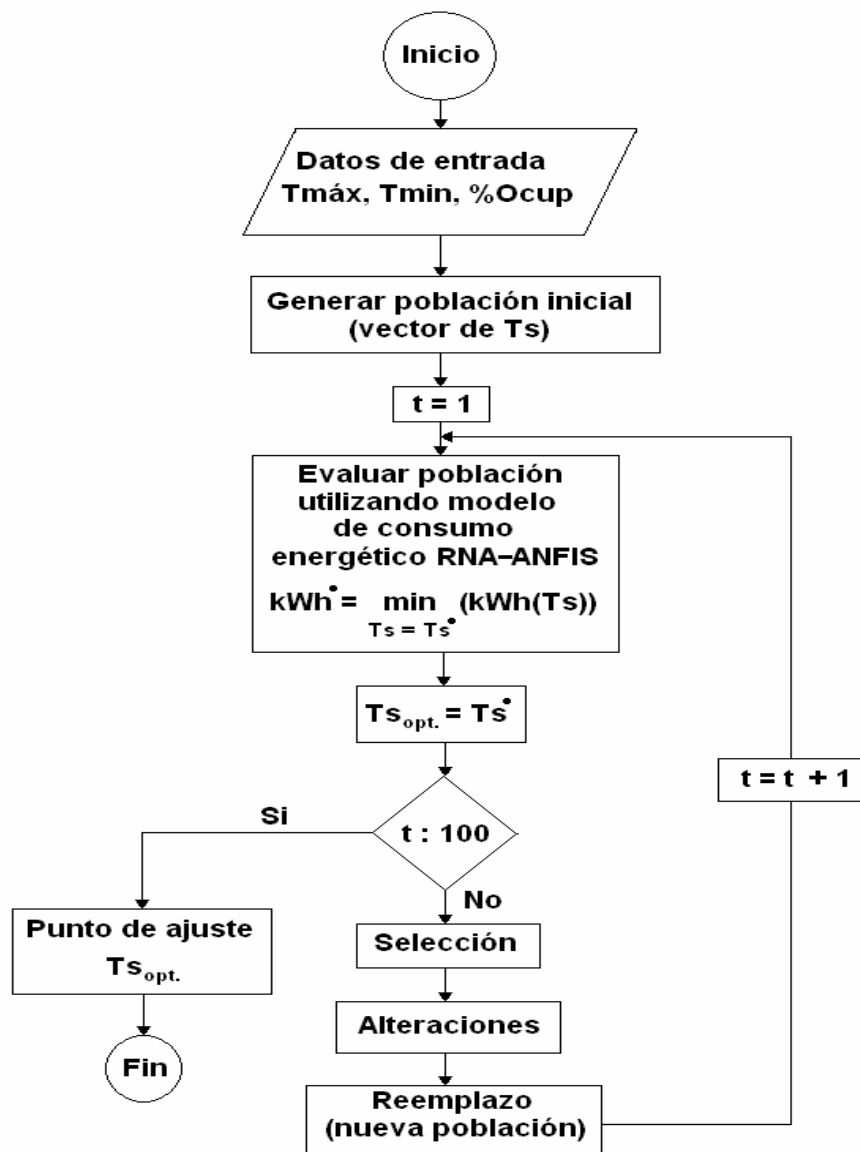 Inicio
Datos de entrada
Tmáx, Tmin, %Ocup
Generar población inicial
(vector de Ts)
t = 1
Evaluar población
utilizando modelo
de consumo
energético RNA-ANFIS
kWh• = min (kWh(Ts))
Ts = Ts•
Tsopt. = Ts•
t = t + 1
t : 100
Si
No
Punto de ajuste
Tsopt.
Fin
Selección
Alteraciones
Reemplazo
(nueva población)